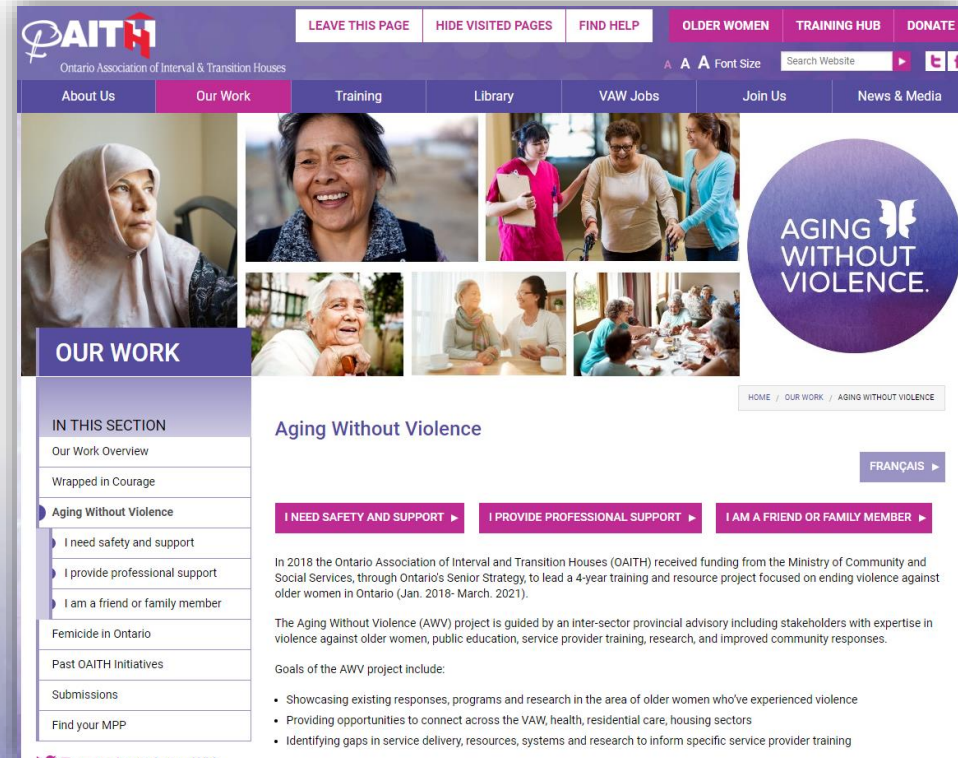 OAITH
Ontario Association of Interval & Transition Houses
LEAVE THIS PAGE
HIDE VISITED PAGES
FIND HELP
OLDER WOMEN
TRAINING HUB
DONATE
A A A Font Size
Search Website
About Us
Our Work
Training
Library
VAW Jobs
Join Us
News & Media
AGING
WITHOUT
VIOLENCE.
OUR WORK
HOME / OUR WORK / AGING WITHOUT VIOLENCE
IN THIS SECTION
Our Work Overview
Wrapped in Courage
Aging Without Violence
I need safety and support
I provide professional support
I am a friend or family member
Femicide in Ontario
Past OAITH Initiatives
Submissions
Find your MPP
Aging Without Violence
FRANÇAIS
I NEED SAFETY AND SUPPORT
I PROVIDE PROFESSIONAL SUPPORT
I AM A FRIEND OR FAMILY MEMBER
In 2018 the Ontario Association of Interval and Transition Houses (OAITH) received funding from the Ministry of Community and
Social Services, through Ontario's Senior Strategy, to lead a 4-year training and resource project focused on ending violence against
older women in Ontario (Jan. 2018- March. 2021).
The Aging Without Violence (AWV) project is guided by an inter-sector provincial advisory including stakeholders with expertise in
violence against older women, public education, service provider training, research, and improved community responses.
Goals of the AWV project include:
• Showcasing existing responses, programs and research in the area of older women who've experienced violence
• Providing opportunities to connect across the VAW, health, residential care, housing sectors
• Identifying gaps in service delivery, resources, systems and research to inform specific service provider training